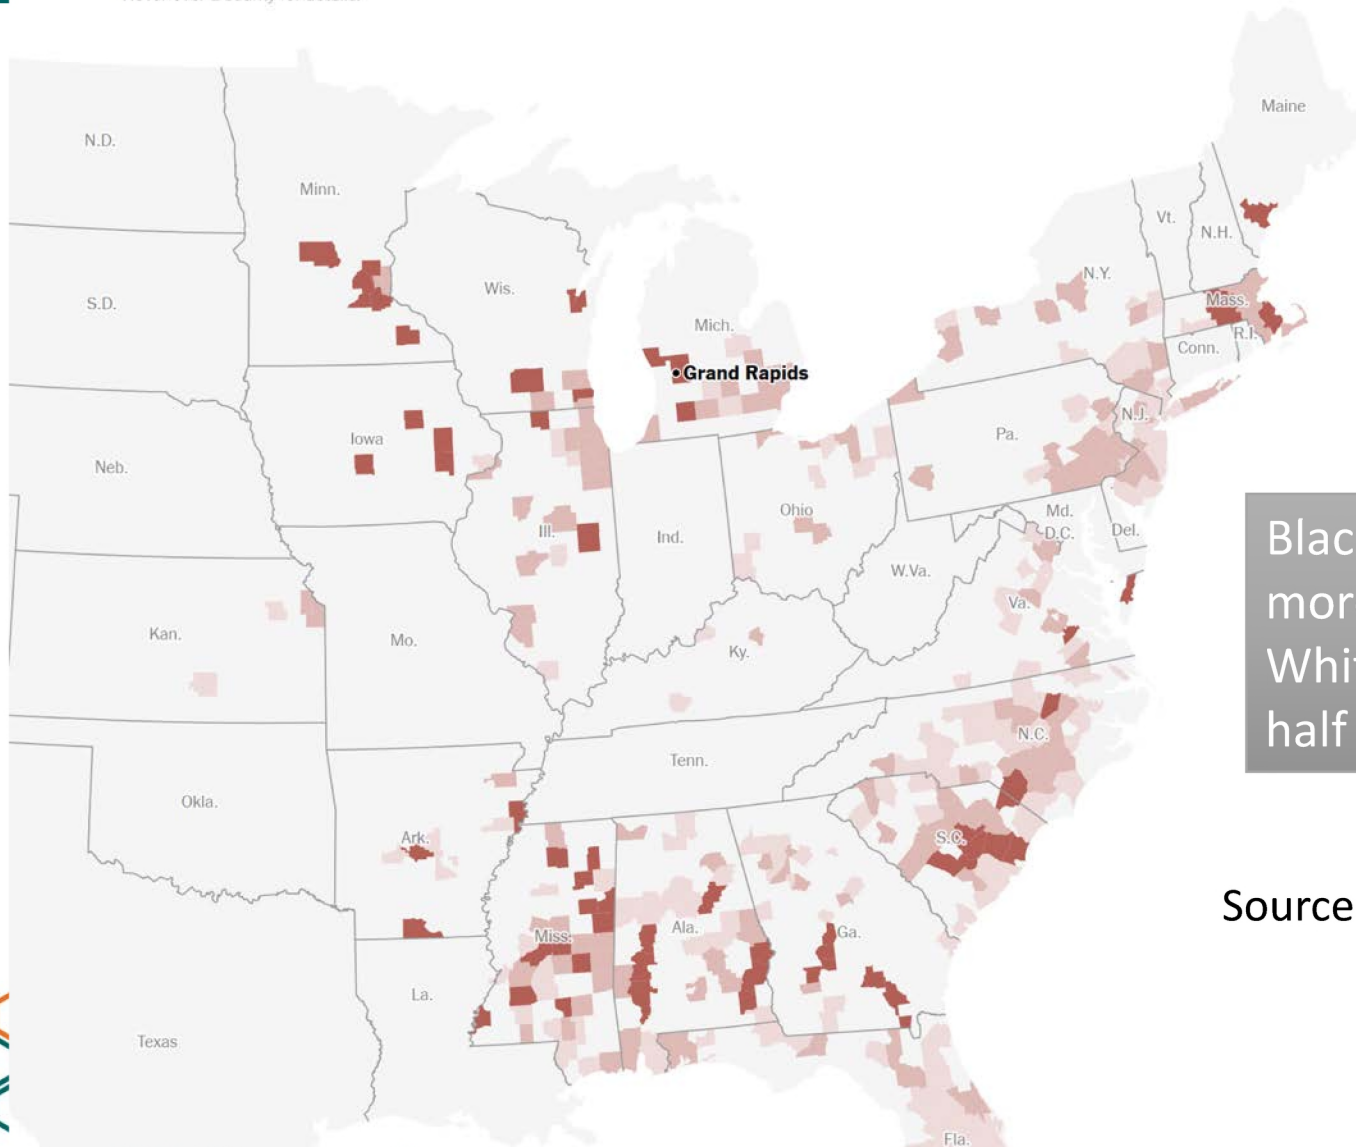 Maine
N.D.
Minn.
Vt.
N.H.
N.Y.
Wis.
S.D.
Mass.
Mich.
R.I.
Conn.
Grand Rapids
N.J.
Iowa
Pa.
Neb.
Ohio
Md.
Ill.
Ind.
D.C.
Del.
Blac
W.Va.
mor
Va.
Kan.
Mo.
Ky.
Whit
half
N.C.
Tenn.
Okla.
Ark.
S.C.
Source
Ala.
Ga.
Miss.
La.
Texas
Fla.